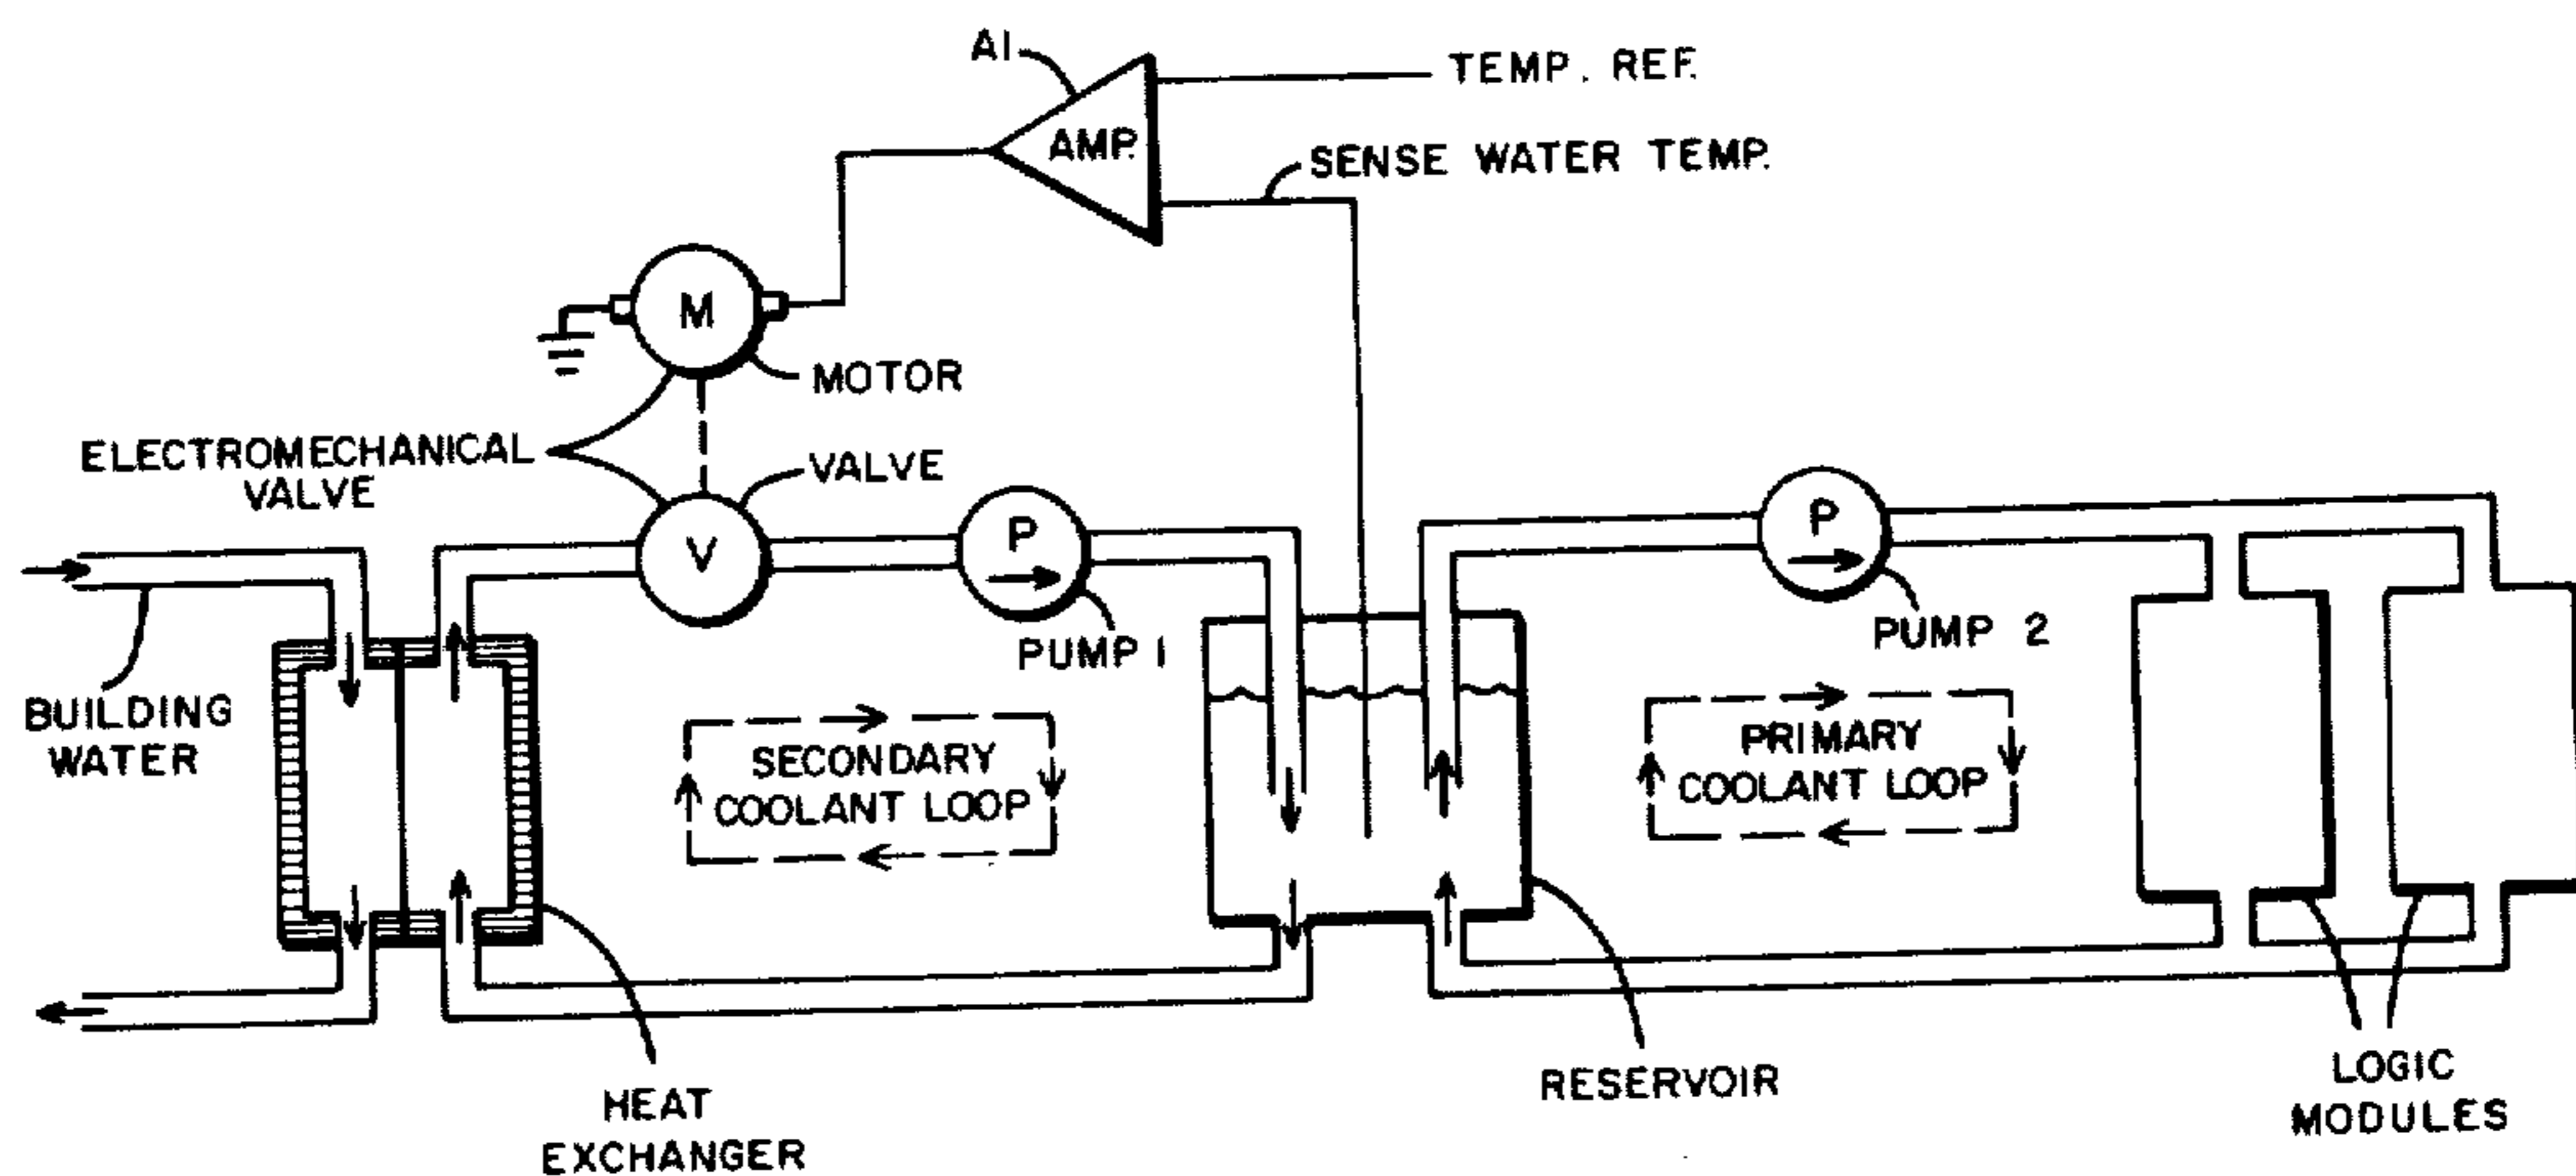 A1
TEMP. REF.
AMP.
SENSE WATER TEMP.
M
MOTOR
ELECTROMECHANICAL
VALVE
VALVE
V
P
PUMP 1
P
PUMP 2
BUILDING
WATER
SECONDARY
COOLANT LOOP
PRIMARY
COOLANT LOOP
HEAT
EXCHANGER
RESERVOIR
LOGIC
MODULES